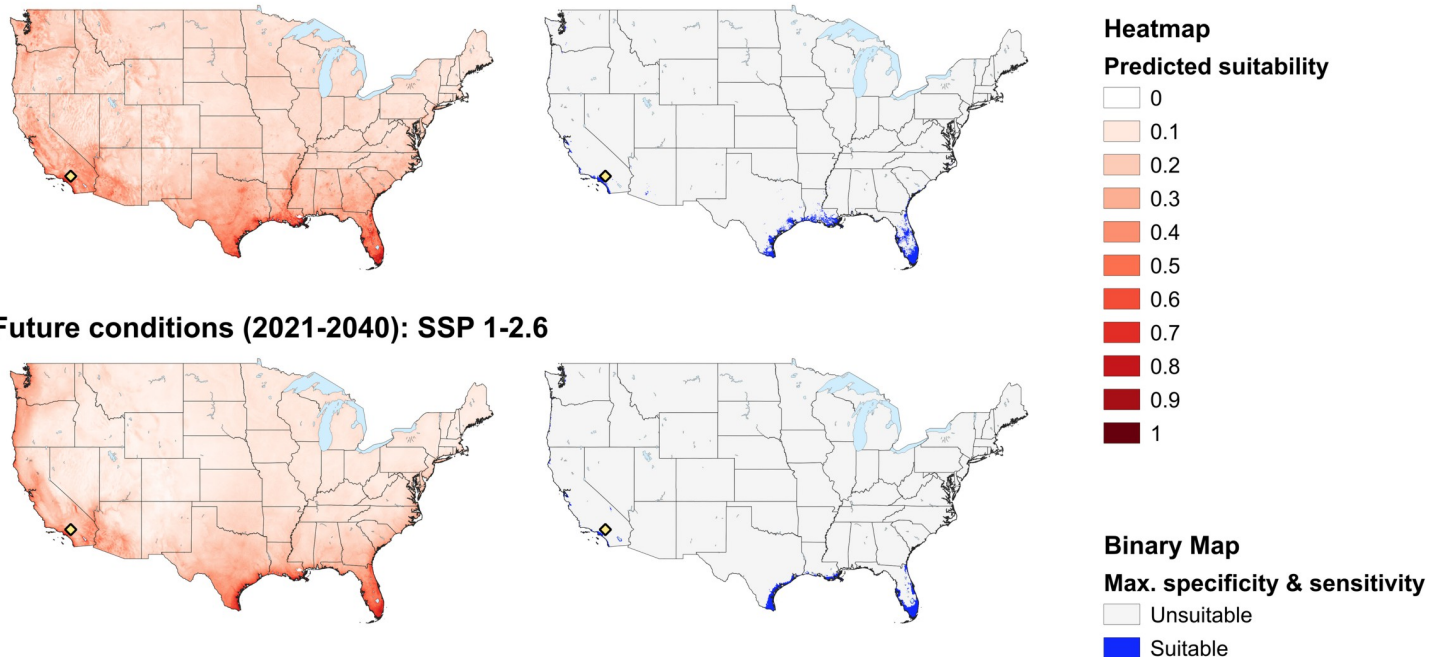 Heatmap
Predicted suitability
0
0.1
0.2
0.3
0.4
0.5
0.6
0.7
0.8
0.9
1
Future conditions (2021-2040): SSP 1-2.6
Binary Map
Max. specificity & sensitivity
Unsuitable
Suitable